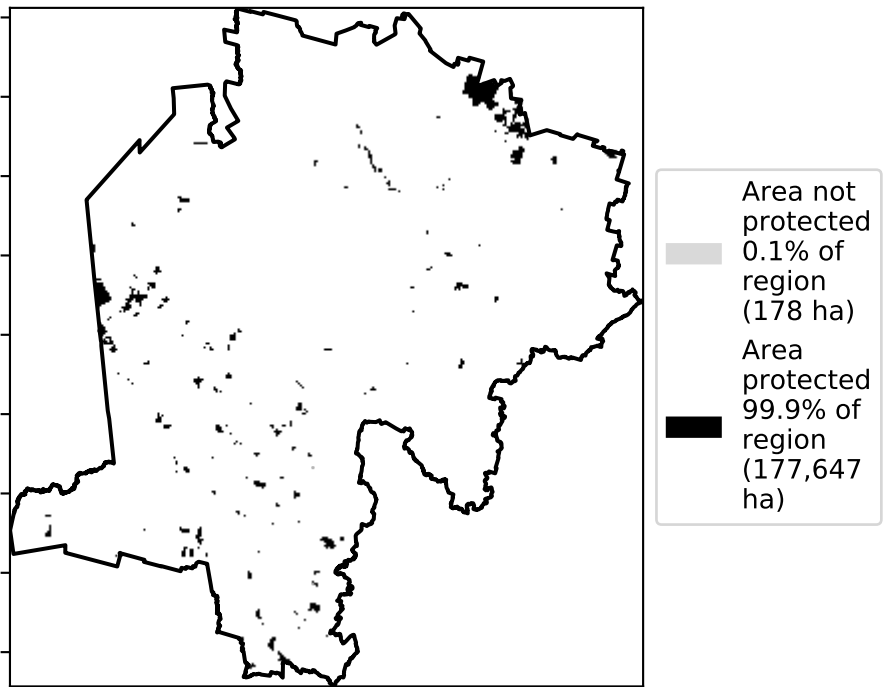 Area not
protected
0.1% of
region
(178 ha)
Area
protected
99.9% of
region
(177,647
ha)